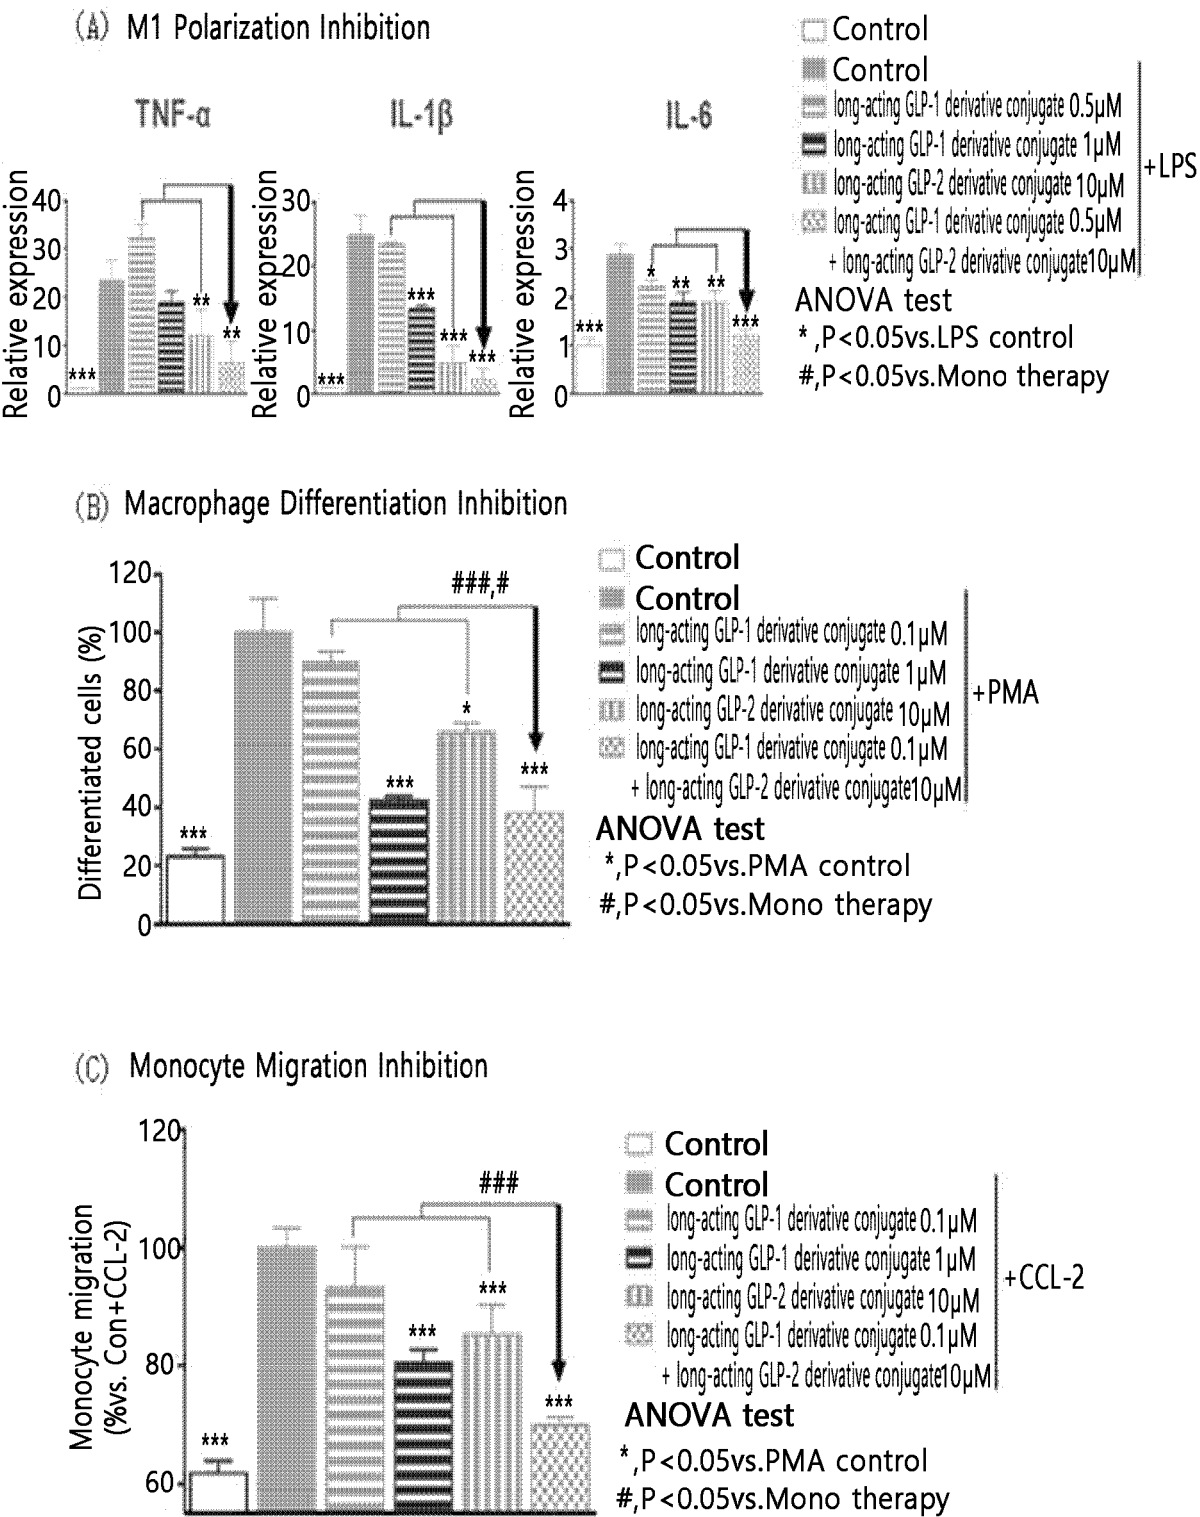 (A) M1 Polarization Inhibition
Control
Control
long-acting GLP-1 derivative conjugate 0.5μM
long-acting GLP-1 derivative conjugate 1μM
long-acting GLP-2 derivative conjugate 10μM
long-acting GLP-1 derivative conjugate 0.5μM
+ long-acting GLP-2 derivative conjugate10μM
+LPS
ANOVA test
* ,P<0.05vs.LPS control
#,P<0.05vs.Mono therapy
TNF-α
Relative expression
40
30
20
10
0
***
**
**
IL-1β
Relative expression
30
20
10
0
***
***
***
***
IL-6
Relative expression
4
3
2
1
0
***
*
**
**
***
(B) Macrophage Differentiation Inhibition
Differentiated cells (%)
120
100
80
60
40
20
0
***
***
*
***
###,#
Control
Control
long-acting GLP-1 derivative conjugate 0.1μM
long-acting GLP-1 derivative conjugate 1μM
long-acting GLP-2 derivative conjugate 10μM
long-acting GLP-1 derivative conjugate 0.1μM
+ long-acting GLP-2 derivative conjugate10μM
+PMA
ANOVA test
*,P<0.05vs.PMA control
#,P<0.05vs.Mono therapy
(C) Monocyte Migration Inhibition
Monocyte migration
(%vs. Con+CCL-2)
120
100
80
60
***
***
***
***
###
Control
Control
long-acting GLP-1 derivative conjugate 0.1μM
long-acting GLP-1 derivative conjugate 1μM
long-acting GLP-2 derivative conjugate 10μM
long-acting GLP-1 derivative conjugate 0.1μM
+ long-acting GLP-2 derivative conjugate10μM
+CCL-2
ANOVA test
*,P<0.05vs.PMA control
#,P<0.05vs.Mono therapy